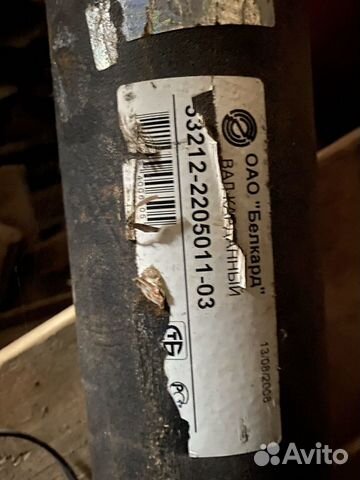 ОАО "Белкард"
ВАЛ КАРДАННЫЙ
53212-2205011-03
13/08/2008
Avito